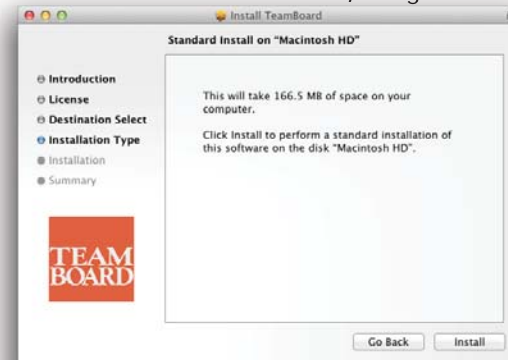 Install TeamBoard
Standard Install on "Macintosh HD"
Introduction
License
Destination Select
Installation Type
Installation
Summary
This will take 166.5 MB of space on your
computer.
Click Install to perform a standard installation of
this software on the disk "Macintosh HD".
TEAM
BOARD
Go Back
Install